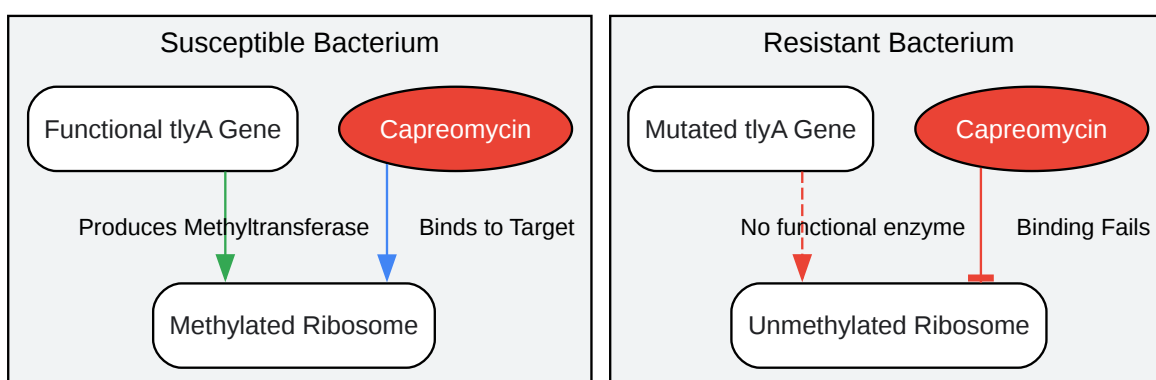 Susceptible Bacterium
Functional tlyA Gene
Capreomycin
Produces Methyltransferase
Binds to Target
Methylated Ribosome
Resistant Bacterium
Mutated tlyA Gene
Capreomycin
No functional enzyme
Binding Fails
Unmethylated Ribosome